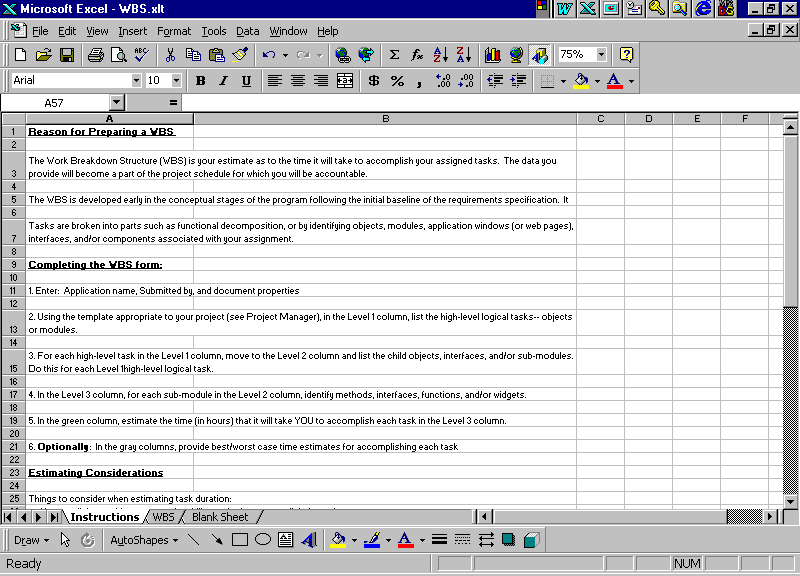 Microsoft Excel - WBS.xlt
File Edit View Insert Format Tools Data Window Help
75%
Arial 10 B I U $ % ,
A57 =
A B C D E F
1 Reason for Preparing a WBS
2
The Work Breakdown Structure (WBS) is your estimate as to the time it will take to accomplish your assigned tasks. The data you
3 provide will become a part of the project schedule for which you will be accountable.
4
5 The WBS is developed early in the conceptual stages of the program following the initial baseline of the requirements specification. It
6
Tasks are broken into parts such as functional decomposition, or by identifying objects, modules, application windows (or web pages),
7 interfaces, and/or components associated with your assignment.
8
9 Completing the WBS form:
10
11 1. Enter: Application name, Submitted by, and document properties
12
2. Using the template appropriate to your project (see Project Manager), in the Level 1 column, list the high-level logical tasks-- objects
13 or modules.
14
3. For each high-level task in the Level 1 column, move to the Level 2 column and list the child objects, interfaces, and/or sub-modules.
15 Do this for each Level 1high-level logical task.
16
17 4. In the Level 3 column, for each sub-module in the Level 2 column, identify methods, interfaces, functions, and/or widgets.
18
19 5. In the green column, estimate the time (in hours) that it will take YOU to accomplish each task in the Level 3 column.
20
21 6. Optionally: In the gray columns, provide best/worst case time estimates for accomplishing each task
22
23 Estimating Considerations
24
25 Things to consider when estimating task duration:
Instructions WBS Blank Sheet
Draw AutoShapes
Ready NUM